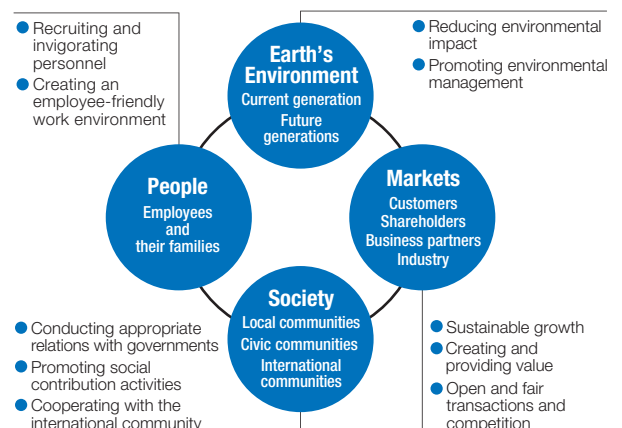 Recruiting and
invigorating
personnel
Creating an
employee-friendly
work environment
Earth's
Environment
Current generation
Future
generations
Reducing environmental
impact
Promoting environmental
management
People
Employees
and
their families
Markets
Customers
Shareholders
Business partners
Industry
Society
Local communities
Civic communities
International
communities
Conducting appropriate
relations with governments
Promoting social
contribution activities
Cooperating with the
international community
Sustainable growth
Creating and
providing value
Open and fair
transactions and
competition